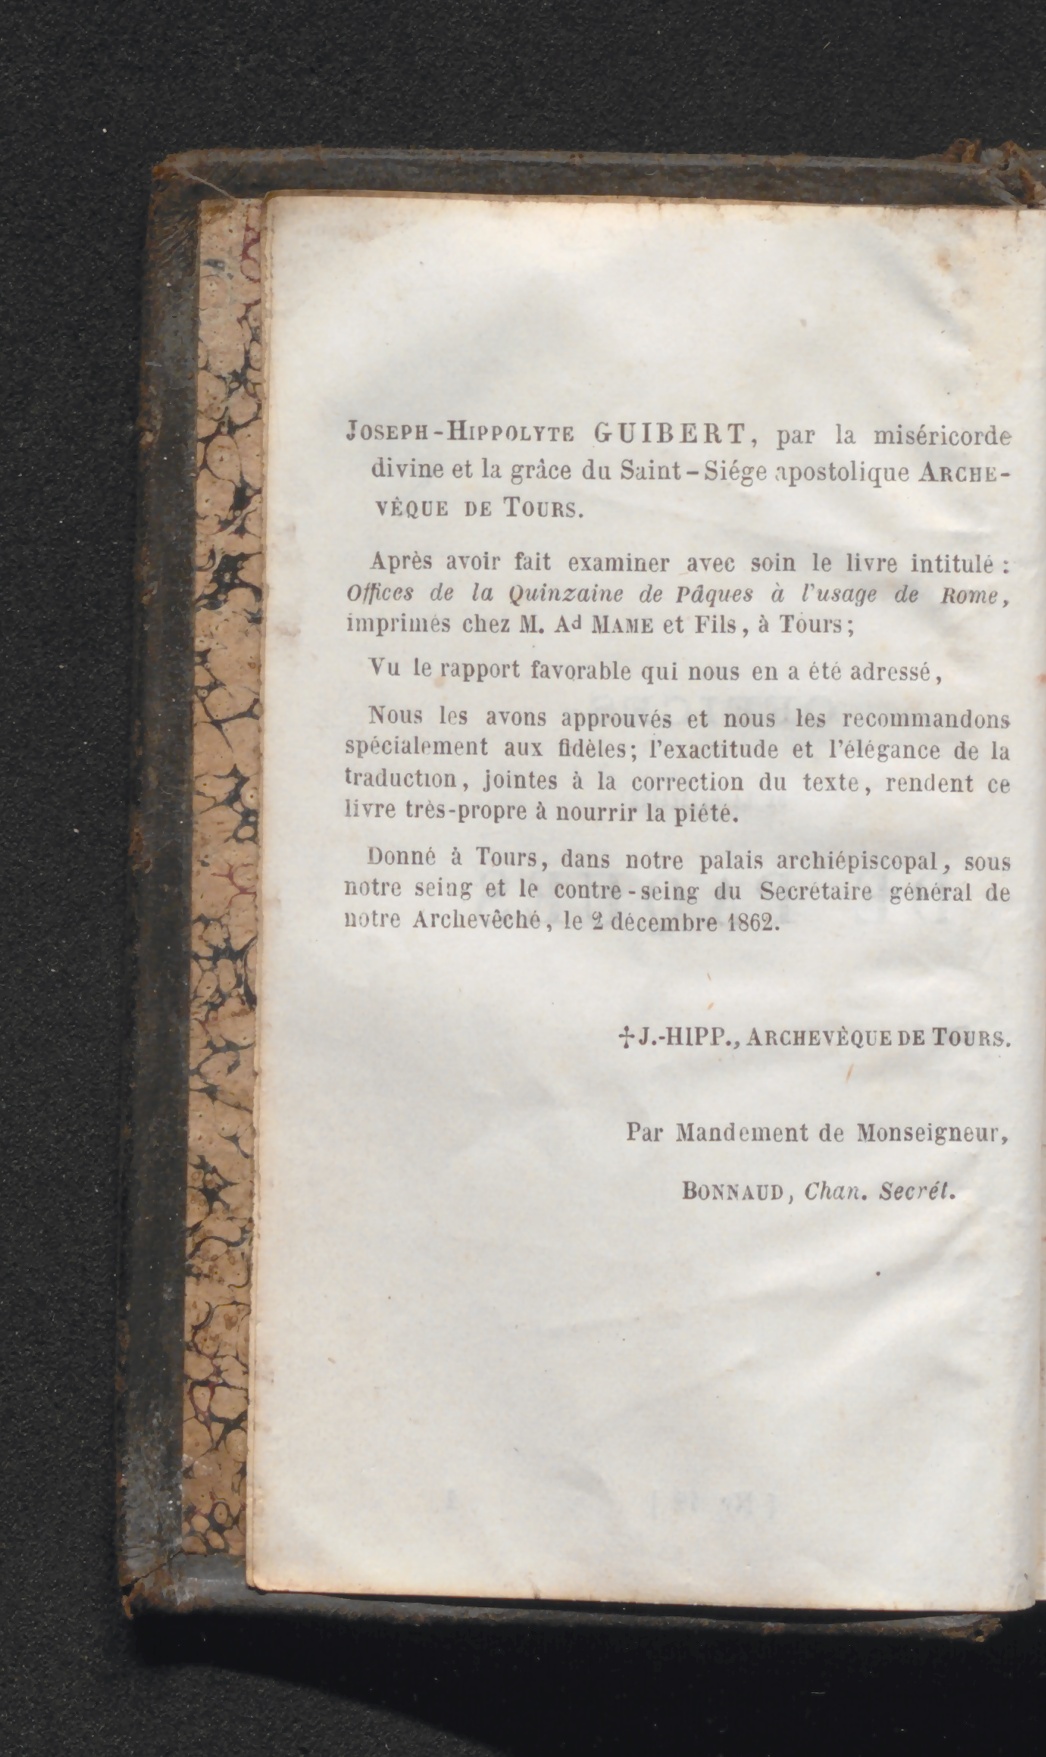 Joseph-Hippolyte GUIBERT, par la miséricorde
divine et la grâce du Saint-Siége apostolique Arche-
vêque de Tours.
Après avoir fait examiner avec soin le livre intitulé :
Offices de la Quinzaine de Pâques à l'usage de Rome,
imprimés chez M. Ad Mame et Fils, à Tours;
Vu le rapport favorable qui nous en a été adressé,
Nous les avons approuvés et nous les recommandons
spécialement aux fidèles; l'exactitude et l'élégance de la
traduction, jointes à la correction du texte, rendent ce
livre très-propre à nourrir la piété.
Donné à Tours, dans notre palais archiépiscopal, sous
notre seing et le contre-seing du Secrétaire général de
notre Archevêché, le 2 décembre 1862.
✝ J.-HIPP., Archevêque de Tours.
Par Mandement de Monseigneur,
Bonnaud, Chan. Secrét.